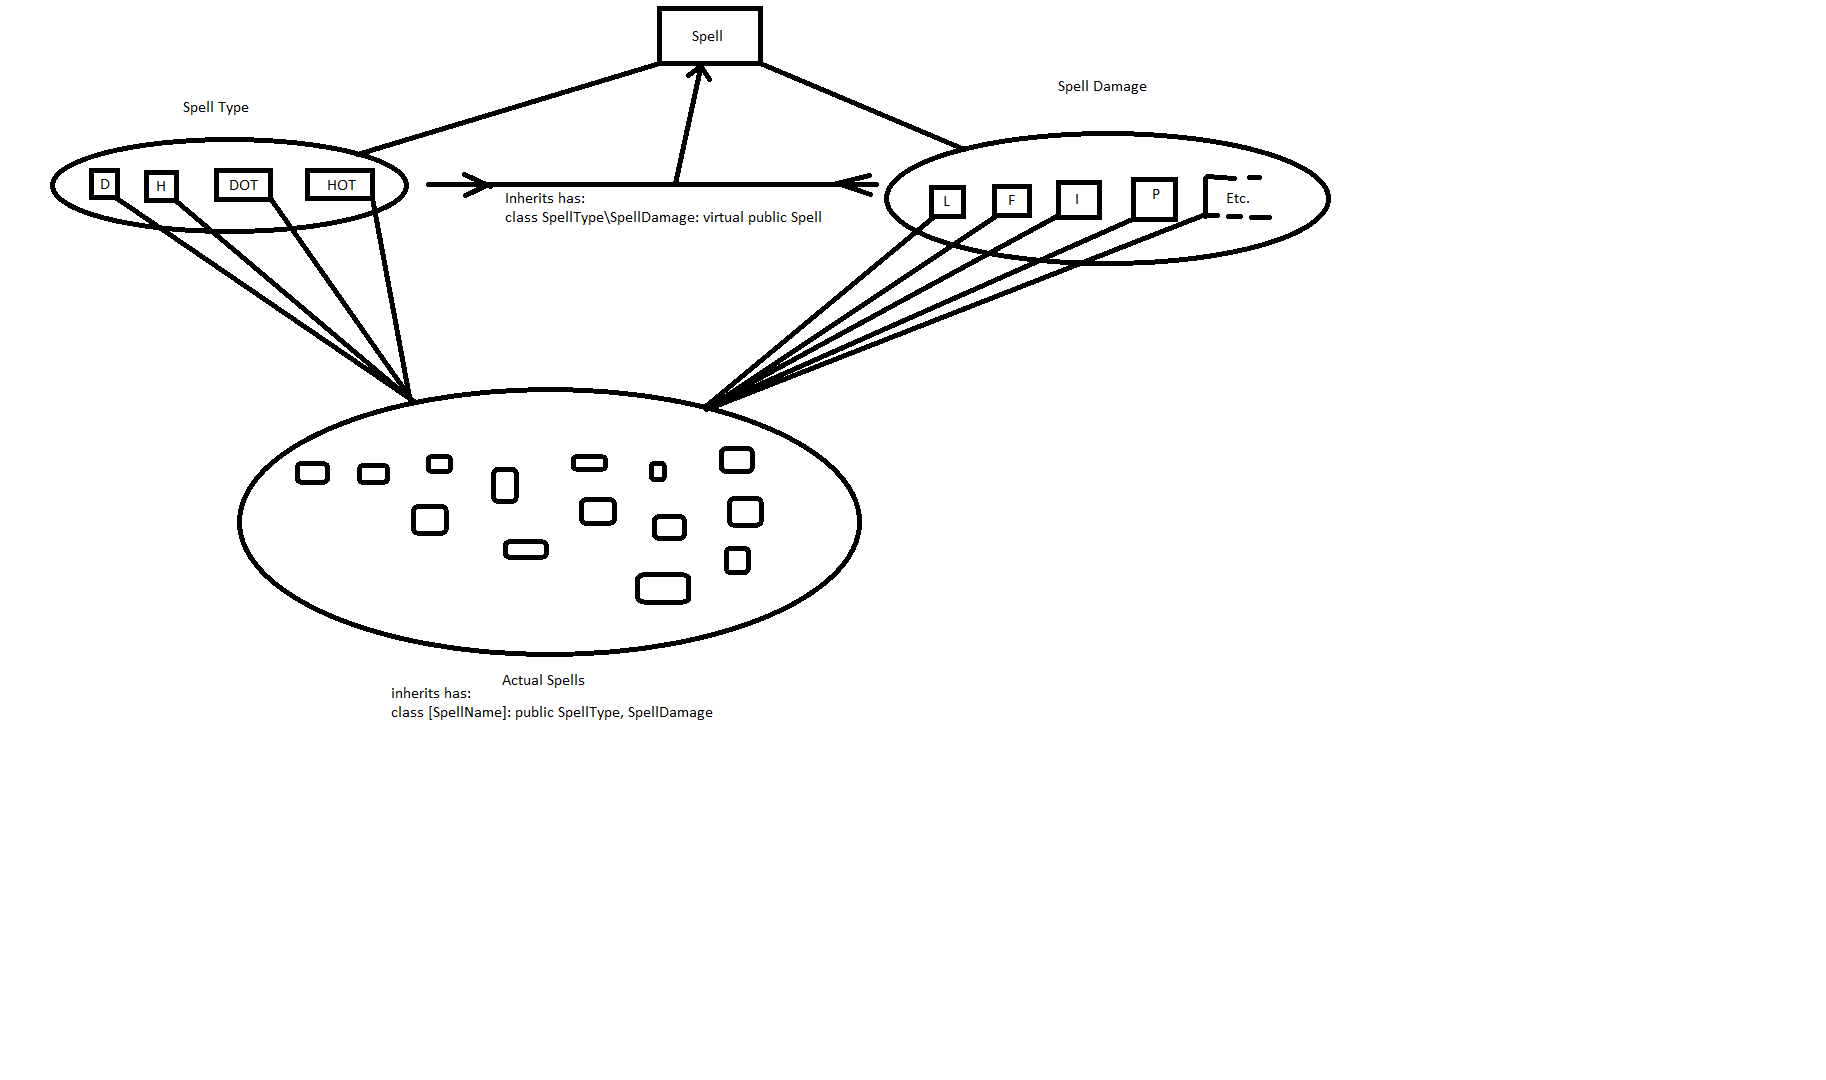 Spell
Spell Damage
Spell Type
D
H
DOT
HOT
L
F
I
P
Etc.
Inherits has:
class SpellType\SpellDamage: virtual public Spell
Actual Spells
inherits has:
class [SpellName]: public SpellType, SpellDamage